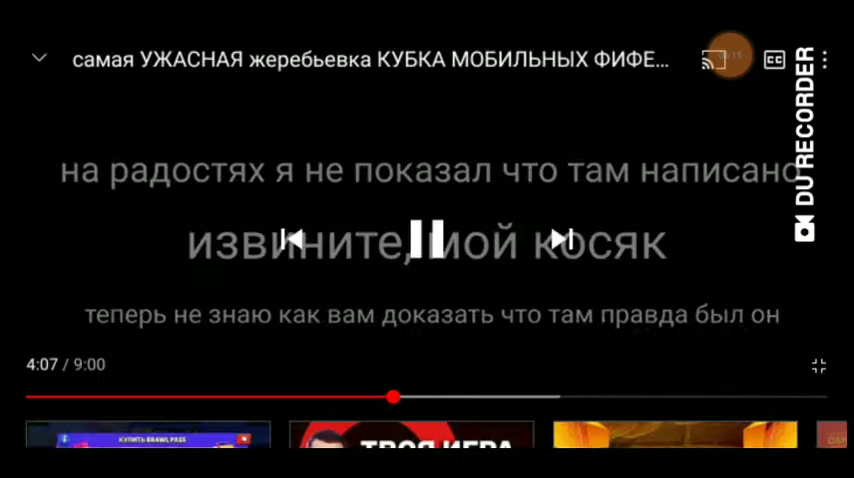 самая УЖАСНАЯ жеребьевка КУБКА МОБИЛЬНЫХ ФИФЕ...
CC
DU RECORDER
на радостях я не показал что там написано
извините, мой косяк
теперь не знаю как вам доказать что там правда был он
4:07 / 9:00
КУПИТЬ BRAWL PASS
ТВОЯ ИГРА